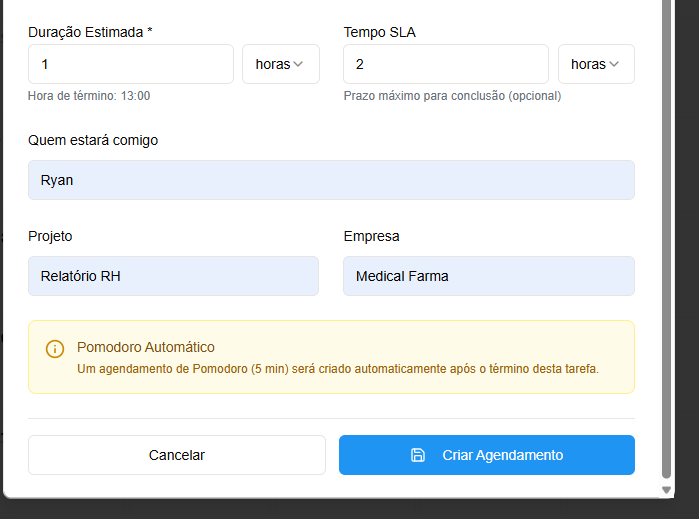 Duração Estimada *
Tempo SLA
1
horas
2
horas
Hora de término: 13:00
Prazo máximo para conclusão (opcional)
Quem estará comigo
Ryan
Projeto
Empresa
Relatório RH
Medical Farma
Pomodoro Automático
Um agendamento de Pomodoro (5 min) será criado automaticamente após o término desta tarefa.
Cancelar
Criar Agendamento